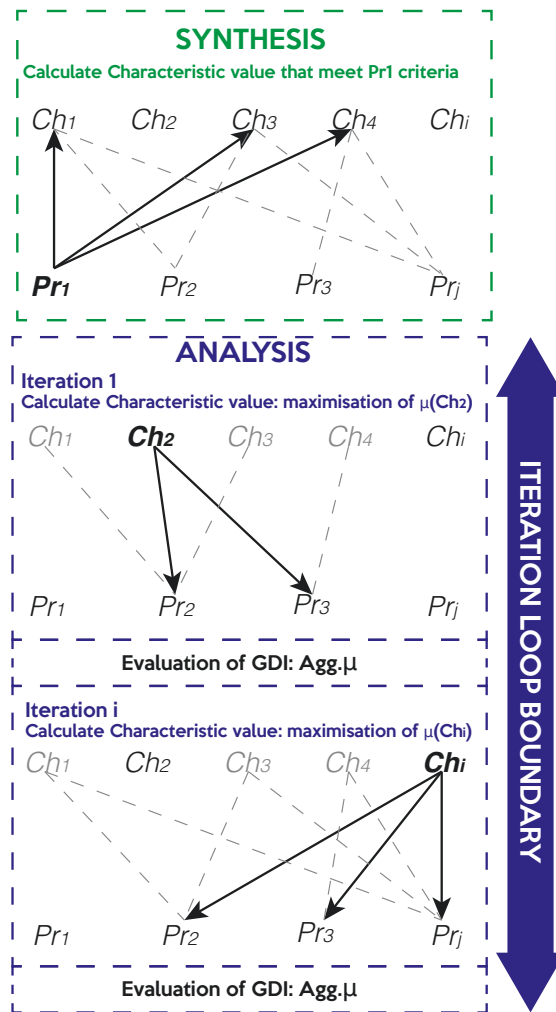 SYNTHESIS
Calculate Characteristic value that meet Pr1 criteria
Ch1 Ch2 Ch3 Ch4 Chi
Pr1 Pr2 Pr3 Prj
ANALYSIS
Iteration 1
Calculate Characteristic value: maximisation of μ(Ch2)
Ch1 Ch2 Ch3 Ch4 Chi
Pr1 Pr2 Pr3 Prj
Evaluation of GDI: Agg.μ
Iteration i
Calculate Characteristic value: maximisation of μ(Chi)
Ch1 Ch2 Ch3 Ch4 Chi
Pr1 Pr2 Pr3 Prj
Evaluation of GDI: Agg.μ
ITERATION LOOP BOUNDARY